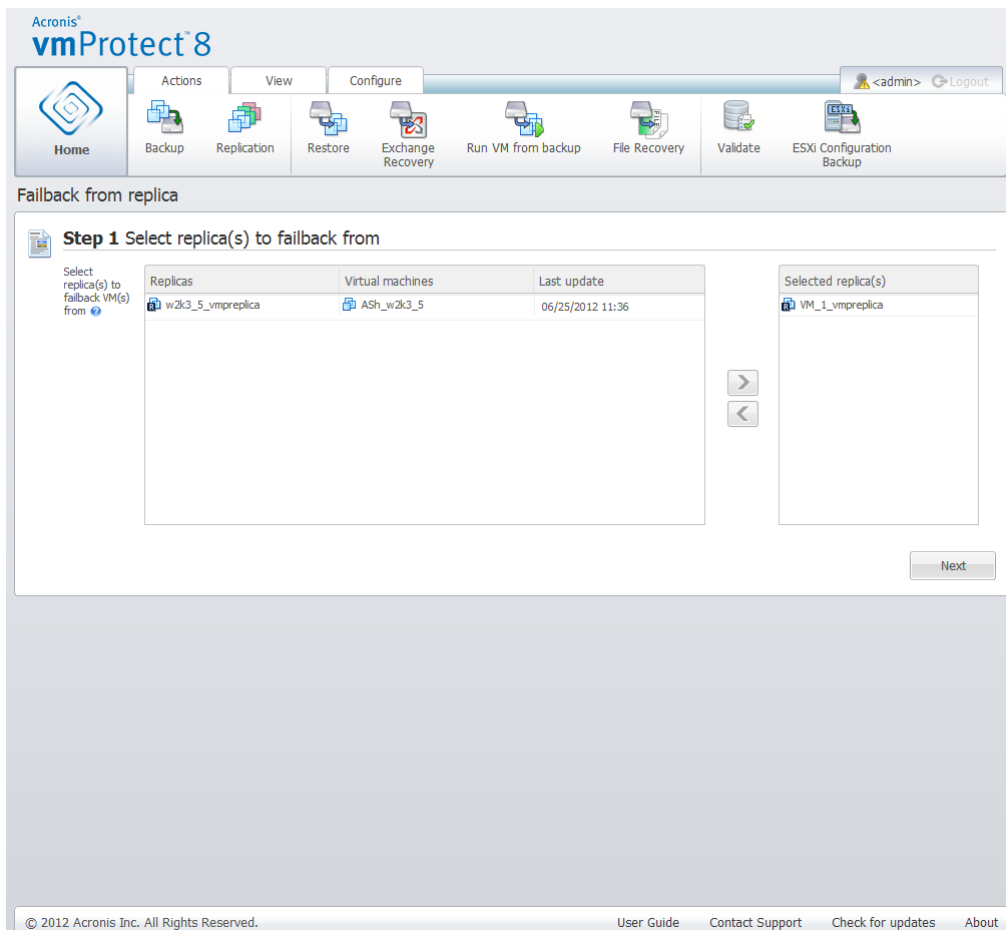 Acronis®
vmProtect™8
Actions View Configure <admin> Logout
Home
Backup
Replication
Restore
Exchange
Recovery
Run VM from backup
File Recovery
Validate
ESXi
ESXi Configuration
Backup
Failback from replica
Step 1 Select replica(s) to failback from
Select
replica(s) to
failback VM(s)
from ?
Replicas Virtual machines Last update
w2k3_5_vmpreplica ASh_w2k3_5 06/25/2012 11:36
Selected replica(s)
VM_1_vmpreplica
Next
© 2012 Acronis Inc. All Rights Reserved. User Guide Contact Support Check for updates About